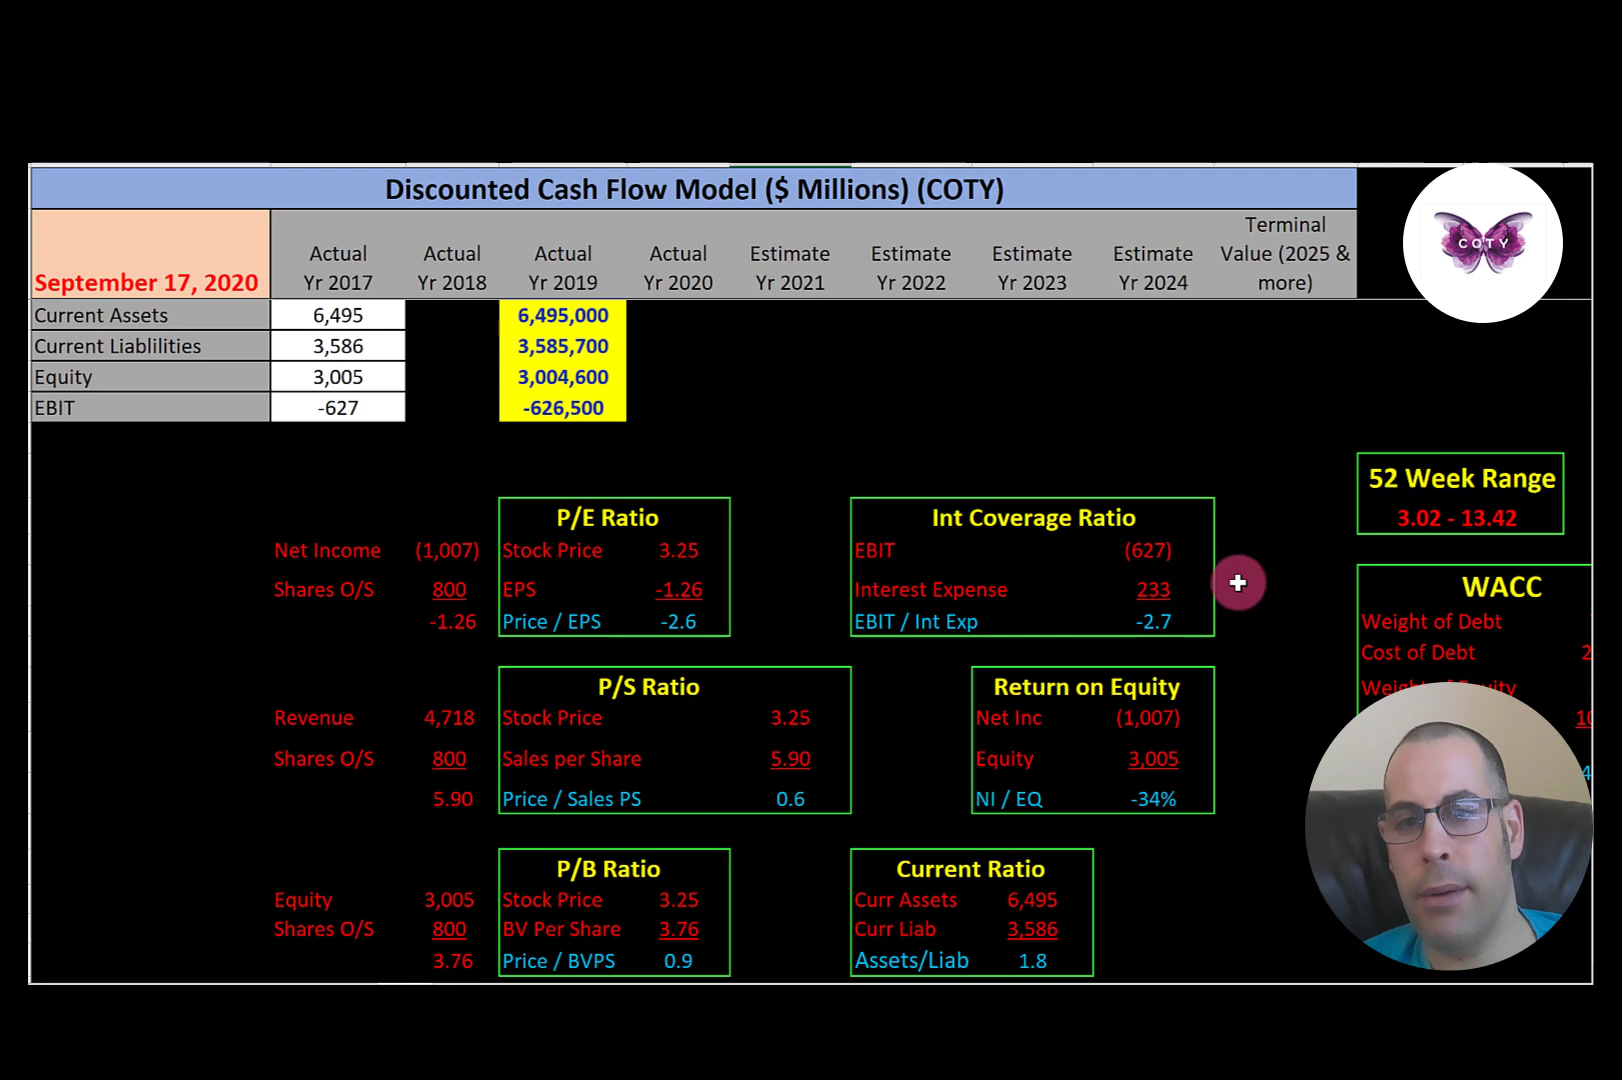 Discounted Cash Flow Model ($ Millions) (COTY)
September 17, 2020
Actual Yr 2017
Actual Yr 2018
Actual Yr 2019
Actual Yr 2020
Estimate Yr 2021
Estimate Yr 2022
Estimate Yr 2023
Estimate Yr 2024
Terminal Value (2025 & more)
COTY
Current Assets 6,495 6,495,000
Current Liablilities 3,586 3,585,700
Equity 3,005 3,004,600
EBIT -627 -626,500
52 Week Range
3.02 - 13.42
P/E Ratio
Net Income (1,007) Stock Price 3.25
Shares O/S 800 EPS -1.26
-1.26 Price / EPS -2.6
Int Coverage Ratio
EBIT (627)
Interest Expense 233
EBIT / Int Exp -2.7
WACC
Weight of Debt
Cost of Debt 2
Weight of Equity
10
4
P/S Ratio
Revenue 4,718 Stock Price 3.25
Shares O/S 800 Sales per Share 5.90
5.90 Price / Sales PS 0.6
Return on Equity
Net Inc (1,007)
Equity 3,005
NI / EQ -34%
P/B Ratio
Equity 3,005 Stock Price 3.25
Shares O/S 800 BV Per Share 3.76
3.76 Price / BVPS 0.9
Current Ratio
Curr Assets 6,495
Curr Liab 3,586
Assets/Liab 1.8